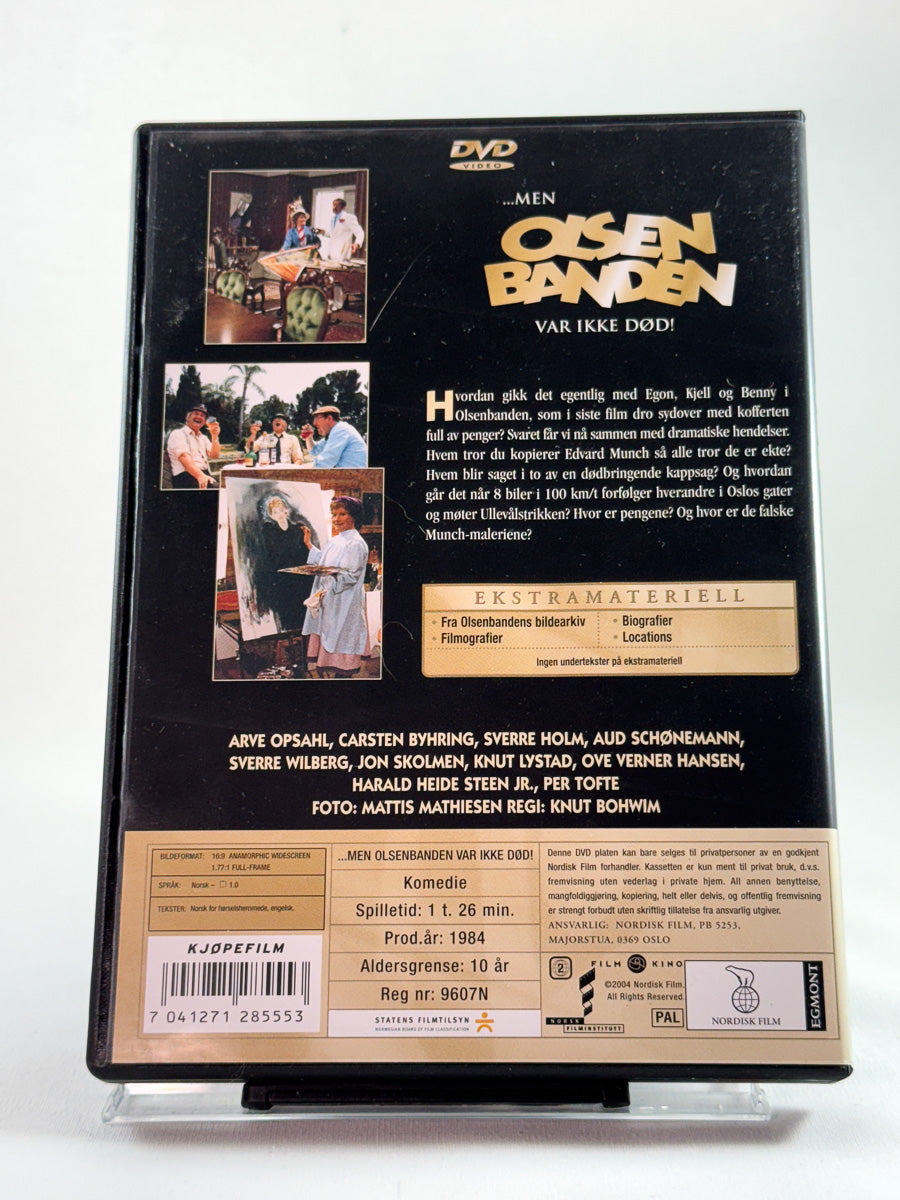 DVD
VIDEO
...MEN
OLSEN
BANDEN
VAR IKKE DØD!
Hvordan gikk det egentlig med Egon, Kjell og Benny i
Olsenbanden, som i siste film dro sydover med kofferten
full av penger? Svaret får vi nå sammen med dramatiske hendelser.
Hvem tror du kopierer Edvard Munch så alle tror de er ekte?
Hvem blir saget i to av en dødbringende kappsag? Og hvordan
går det når 8 biler i 100 km/t forfølger hverandre i Oslos gater
og møter Ullevålstrikken? Hvor er pengene? Og hvor er de falske
Munch-maleriene?
EKSTRAMATERIELL
• Fra Olsenbandens bildearkiv
• Filmografier
• Biografier
• Locations
Ingen undertekster på ekstramateriell
ARVE OPSAHL, CARSTEN BYHRING, SVERRE HOLM, AUD SCHØNEMANN,
SVERRE WILBERG, JON SKOLMEN, KNUT LYSTAD, OVE VERNER HANSEN,
HARALD HEIDE STEEN JR., PER TOFTE
FOTO: MATTIS MATHIESEN REGI: KNUT BOHWIM
BILDEFORMAT: 16:9 ANAMORPHIC WIDESCREEN
1.77:1 FULL-FRAME
SPRÅK: Norsk – 1.0
TEKSTER: Norsk for hørselshemmede, engelsk.
KJØPEFILM
7 041271 285553
...MEN OLSENBANDEN VAR IKKE DØD!
Komedie
Spilletid: 1 t. 26 min.
Prod.år: 1984
Aldersgrense: 10 år
Reg nr: 9607N
STATENS FILMTILSYN
NORWEGIAN BOARD OF FILM CLASSIFICATION
Denne DVD platen kan bare selges til privatpersoner av en godkjent
Nordisk Film forhandler. Kassetten er kun ment til privat bruk, d.v.s.
fremvisning uten vederlag i private hjem. All annen benyttelse,
mangfoldiggjøring, kopiering, helt eller delvis, og offentlig fremvisning
er strengt forbudt uten skriftlig tillatelse fra ansvarlig utgiver.
ANSVARLIG: NORDISK FILM, PB 5253,
MAJORSTUA, 0369 OSLO
2
FILM KINO
©2004 Nordisk Film.
All Rights Reserved.
NORSK
FILMINSTITUTT
PAL
NORDISK FILM
EGMONT